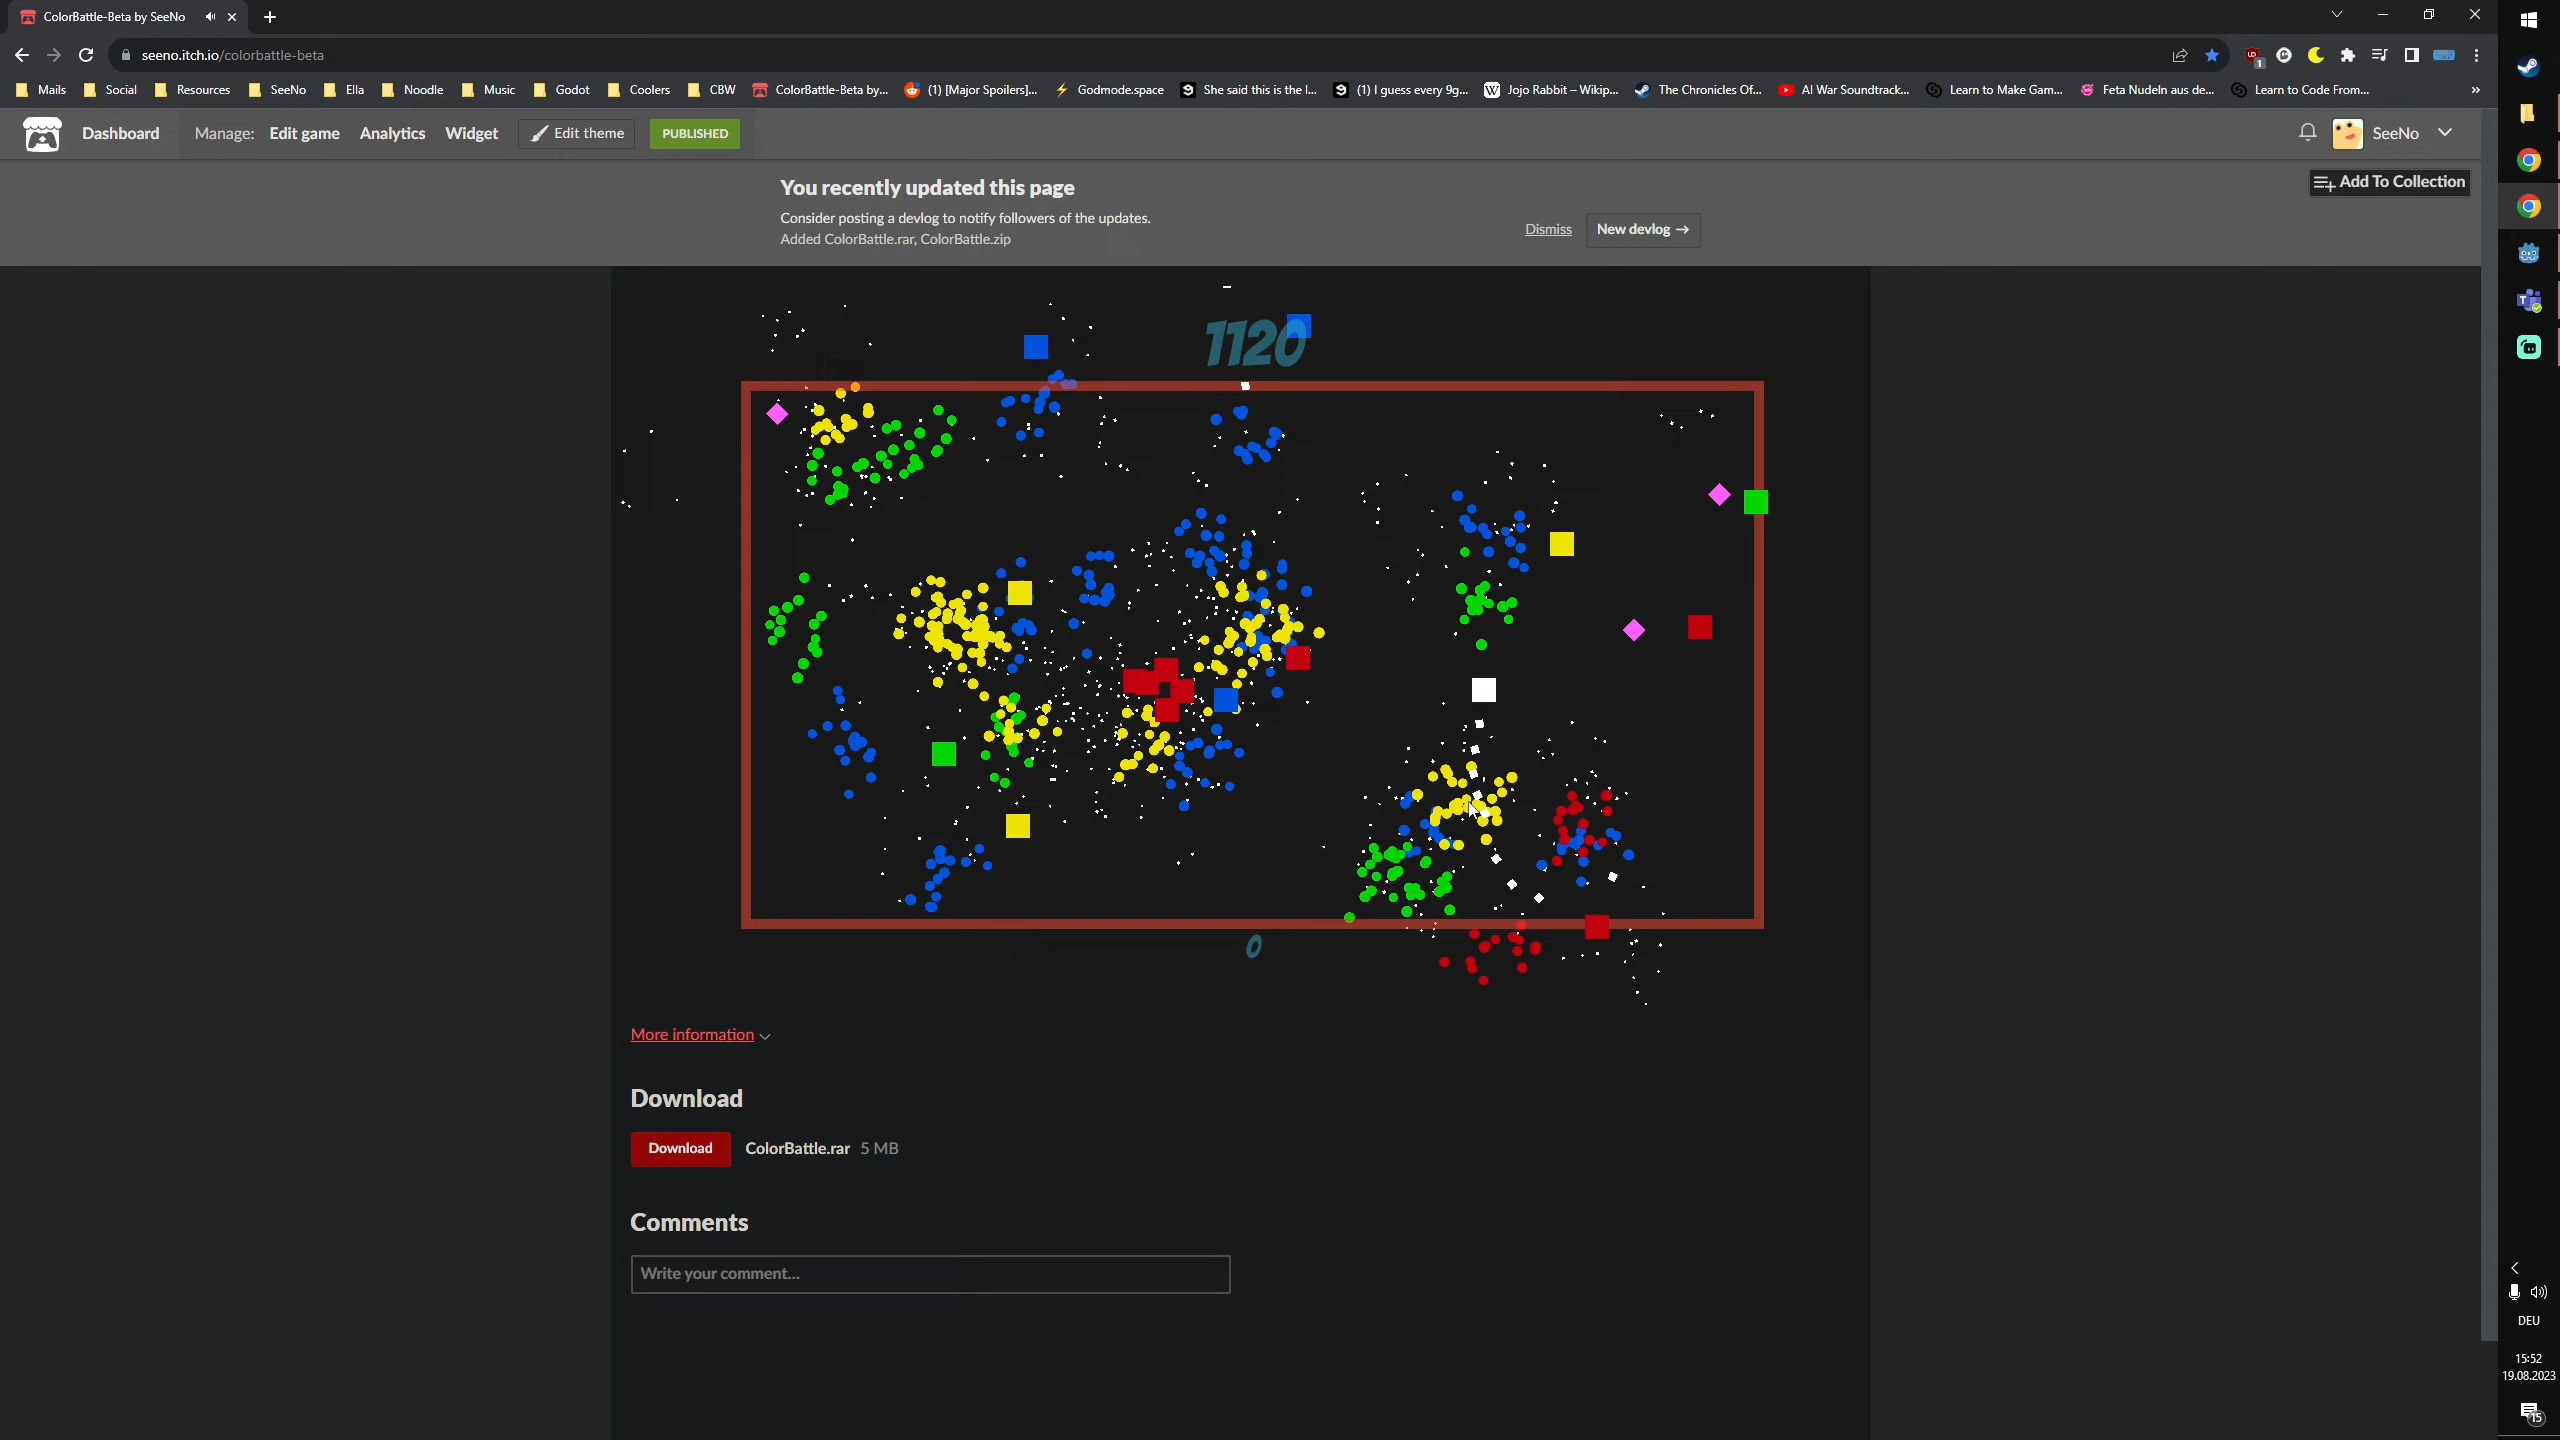 ColorBattle-Beta by SeeNo
seeno.itch.io/colorbattle-beta
1
Mails Social Resources SeeNo Ella Noodle Music Godot Coolers CBW ColorBattle-Beta by... (1) [Major Spoilers]... Godmode.space She said this is the l... (1) I guess every 9g... Jojo Rabbit – Wikip... The Chronicles Of... AI War Soundtrack... Learn to Make Gam... Feta Nudeln aus de... Learn to Code From... »
Dashboard Manage: Edit game Analytics Widget Edit theme PUBLISHED SeeNo
You recently updated this page
Add To Collection
Consider posting a devlog to notify followers of the updates.
Added ColorBattle.rar, ColorBattle.zip
Dismiss New devlog →
1120
0
More information
Download
Download ColorBattle.rar 5 MB
Comments
Write your comment...
DEU
15:52
19.08.2023
15